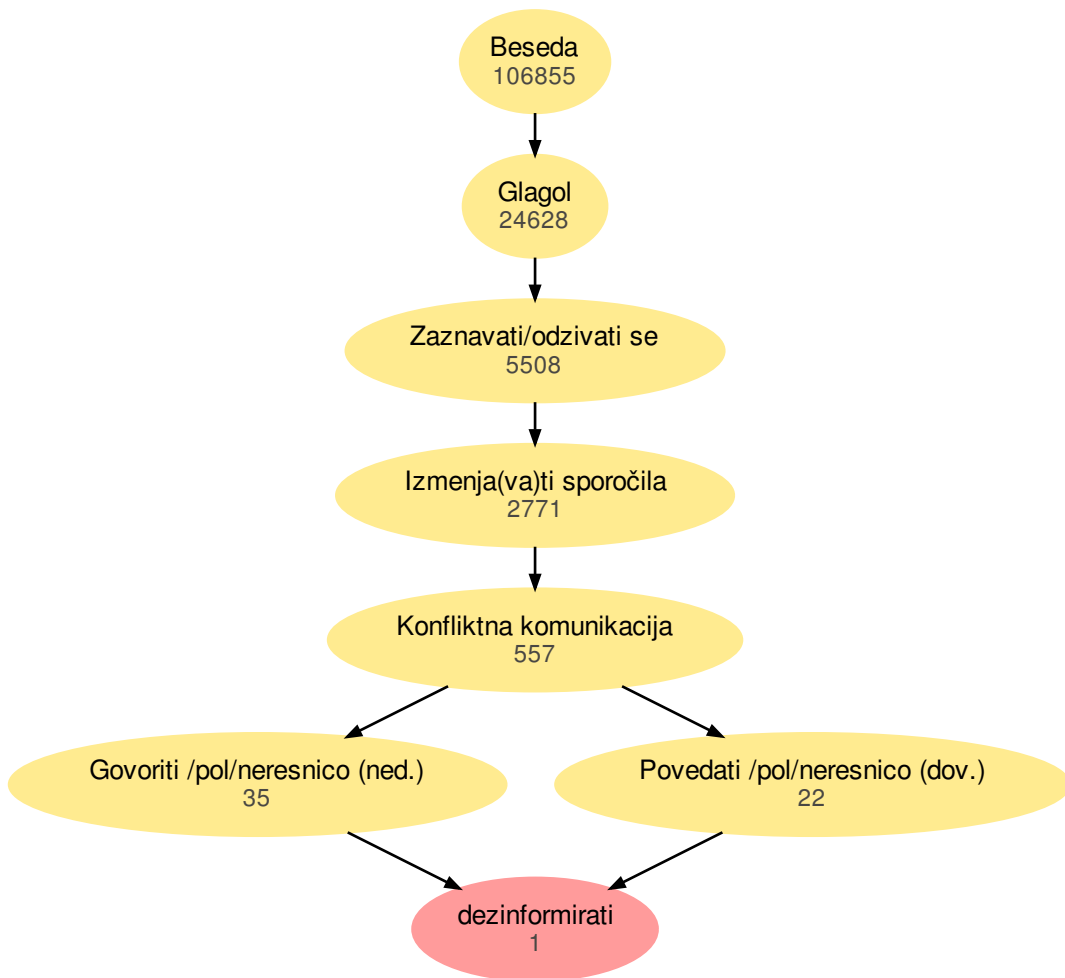 Beseda
106855
Glagol
24628
Zaznavati/odzivati se
5508
Izmenja(va)ti sporočila
2771
Konfliktna komunikacija
557
Govoriti /pol/neresnico (ned.)
35
Povedati /pol/neresnico (dov.)
22
dezinformirati
1